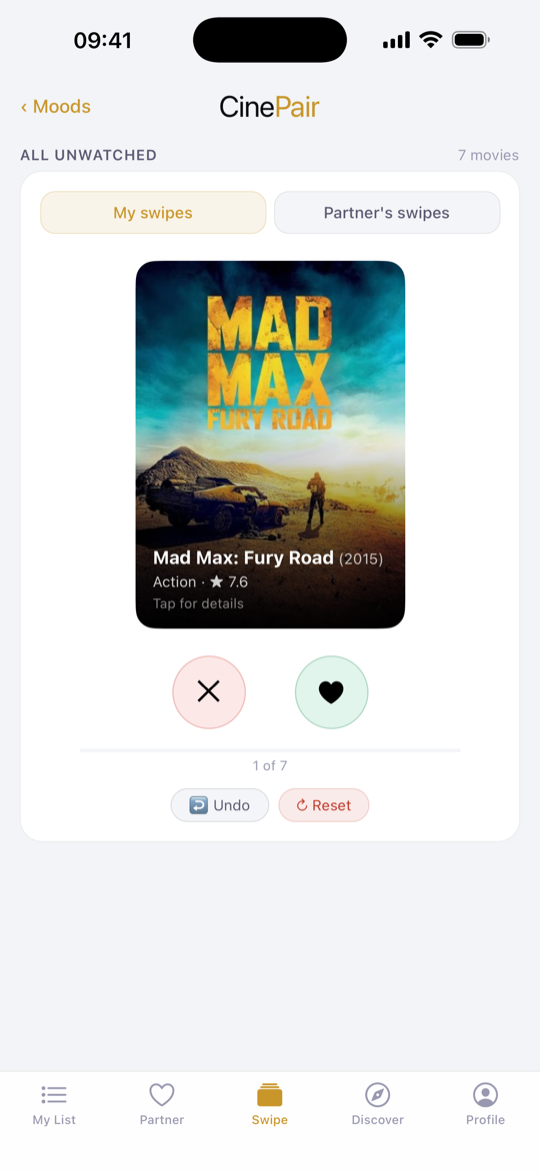 09:41
‹ Moods
CinePair
ALL UNWATCHED
7 movies
My swipes
Partner's swipes
MAD
MAX
FURY ROAD
Mad Max: Fury Road (2015)
Action · ★ 7.6
Tap for details
1 of 7
Undo
↻ Reset
My List
Partner
Swipe
Discover
Profile